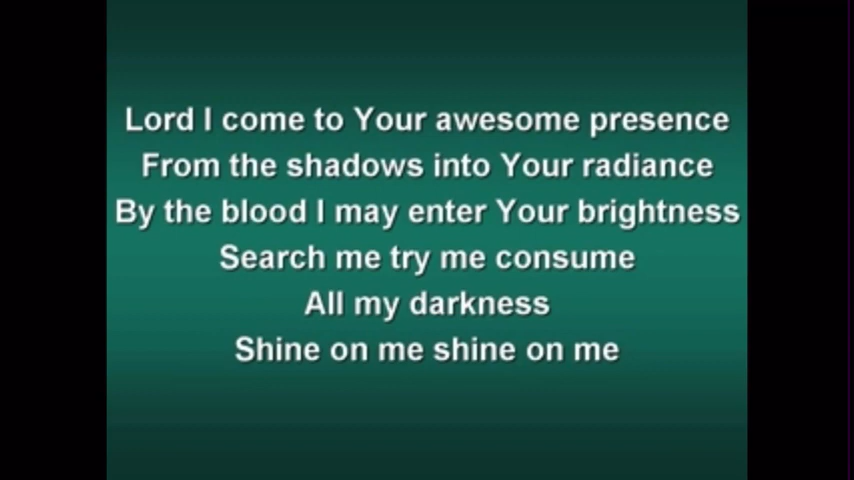 Lord I come to Your awesome presence
From the shadows into Your radiance
By the blood I may enter Your brightness
Search me try me consume
All my darkness
Shine on me shine on me